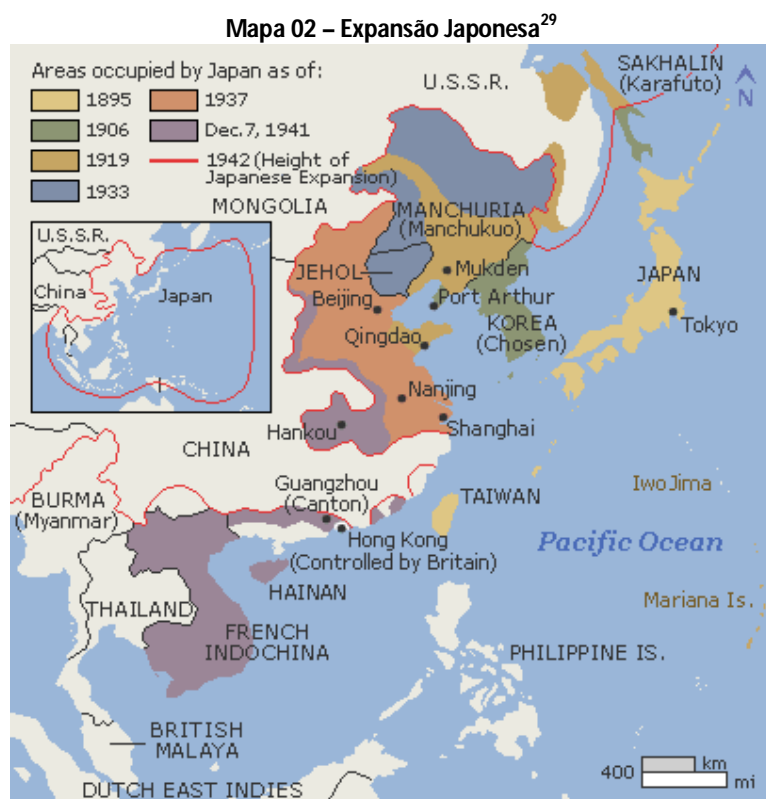 Mapa 02 – Expansão Japonesa29
Areas occupied by Japan as of:
1895
1937
1906
Dec.7, 1941
1919
1942 (Height of
Japanese Expansion)
1933
U.S.S.R.
SAKHALIN
(Karafuto)
N
MONGOLIA
MANCHURIA
(Manchukuo)
U.S.S.R.
China
Japan
JEHOL
Mukden
JAPAN
Beijing
Port Arthur
KOREA
(Chosen)
Tokyo
Qingdao
Nanjing
Hankou
Shanghai
CHINA
Guangzhou
(Canton)
TAIWAN
Iwo Jima
BURMA
(Myanmar)
Hong Kong
(Controlled by Britain)
Pacific Ocean
HAINAN
THAILAND
Mariana Is.
FRENCH
INDOCHINA
PHILIPPINE IS.
BRITISH
MALAYA
400
km
mi
DUTCH EAST INDIES